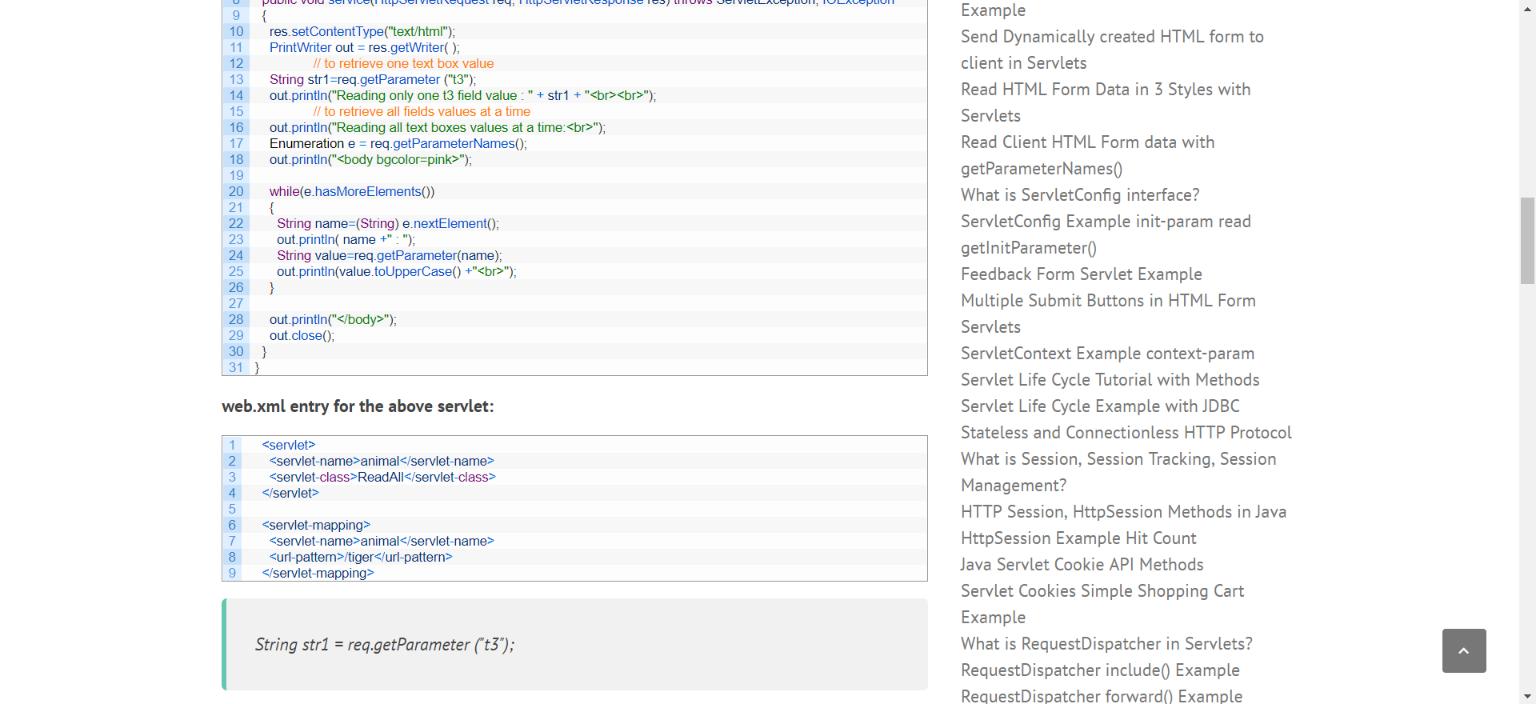 8 public void service(HttpServletRequest req, HttpServletResponse res) throws ServletException, IOException
9 {
10 res.setContentType("text/html");
11 PrintWriter out = res.getWriter( );
12 // to retrieve one text box value
13 String str1=req.getParameter ("t3");
14 out.println("Reading only one t3 field value : " + str1 + "<br><br>");
15 // to retrieve all fields values at a time
16 out.println("Reading all text boxes values at a time:<br>");
17 Enumeration e = req.getParameterNames();
18 out.println("<body bgcolor=pink>");
19
20 while(e.hasMoreElements())
21 {
22 String name=(String) e.nextElement();
23 out.println( name +" : ");
24 String value=req.getParameter(name);
25 out.println(value.toUpperCase() +"<br>");
26 }
27
28 out.println("</body>");
29 out.close();
30 }
31 }
web.xml entry for the above servlet:
1 <servlet>
2 <servlet-name>animal</servlet-name>
3 <servlet-class>ReadAll</servlet-class>
4 </servlet>
5
6 <servlet-mapping>
7 <servlet-name>animal</servlet-name>
8 <url-pattern>/tiger</url-pattern>
9 </servlet-mapping>
String str1 = req.getParameter ("t3");
Example
Send Dynamically created HTML form to
client in Servlets
Read HTML Form Data in 3 Styles with
Servlets
Read Client HTML Form data with
getParameterNames()
What is ServletConfig interface?
ServletConfig Example init-param read
getInitParameter()
Feedback Form Servlet Example
Multiple Submit Buttons in HTML Form
Servlets
ServletContext Example context-param
Servlet Life Cycle Tutorial with Methods
Servlet Life Cycle Example with JDBC
Stateless and Connectionless HTTP Protocol
What is Session, Session Tracking, Session
Management?
HTTP Session, HttpSession Methods in Java
HttpSession Example Hit Count
Java Servlet Cookie API Methods
Servlet Cookies Simple Shopping Cart
Example
What is RequestDispatcher in Servlets?
RequestDispatcher include() Example
RequestDispatcher forward() Example